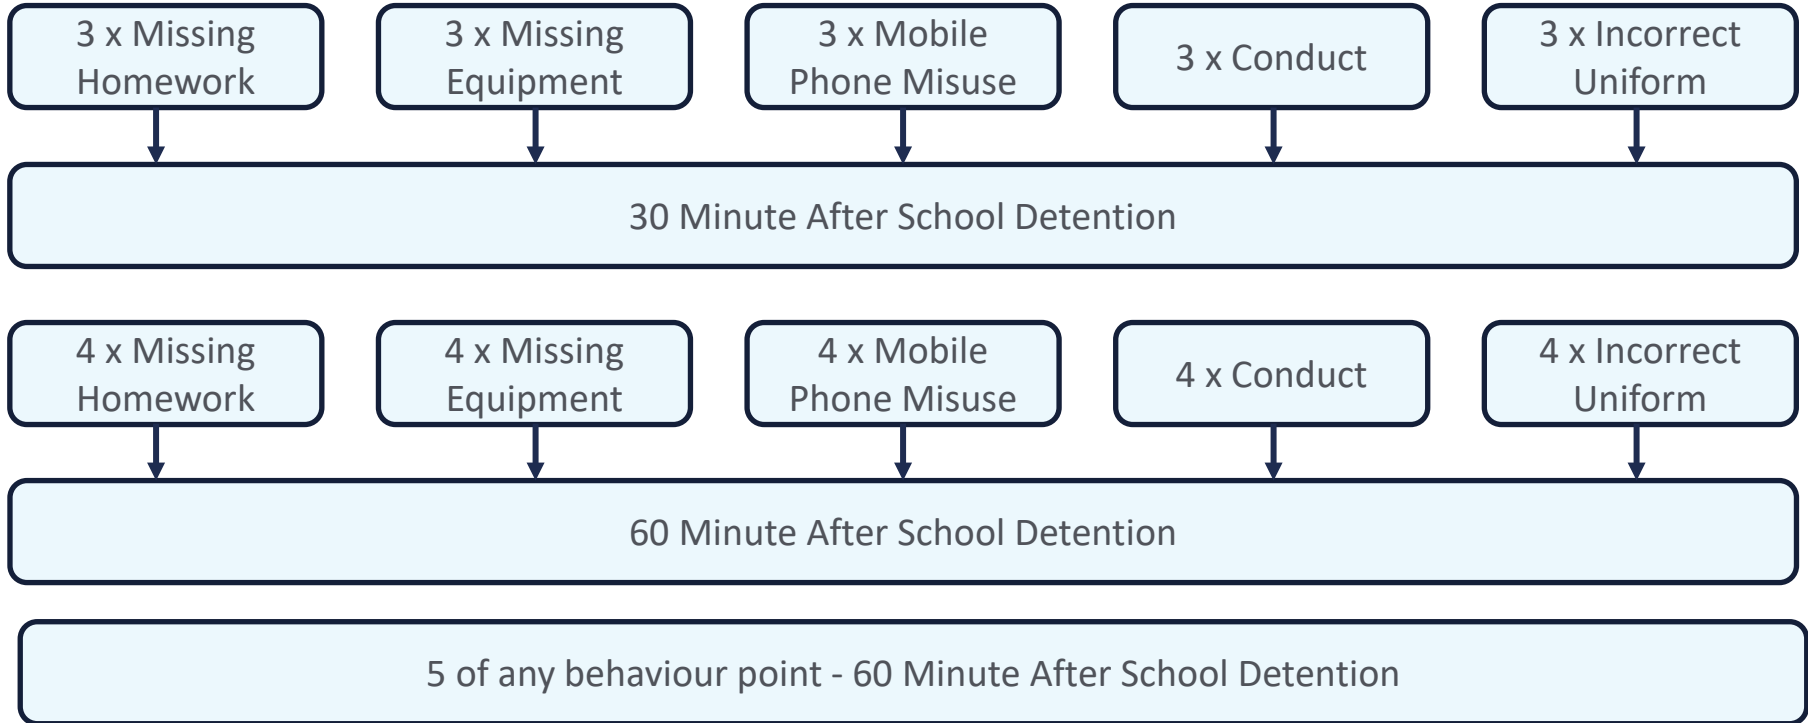 3 x Missing
Homework
3 x Missing
Equipment
3 x Mobile
Phone Misuse
3 x Conduct
3 x Incorrect
Uniform
30 Minute After School Detention
4 x Missing
Homework
4 x Missing
Equipment
4 x Mobile
Phone Misuse
4 x Conduct
4 x Incorrect
Uniform
60 Minute After School Detention
5 of any behaviour point - 60 Minute After School Detention